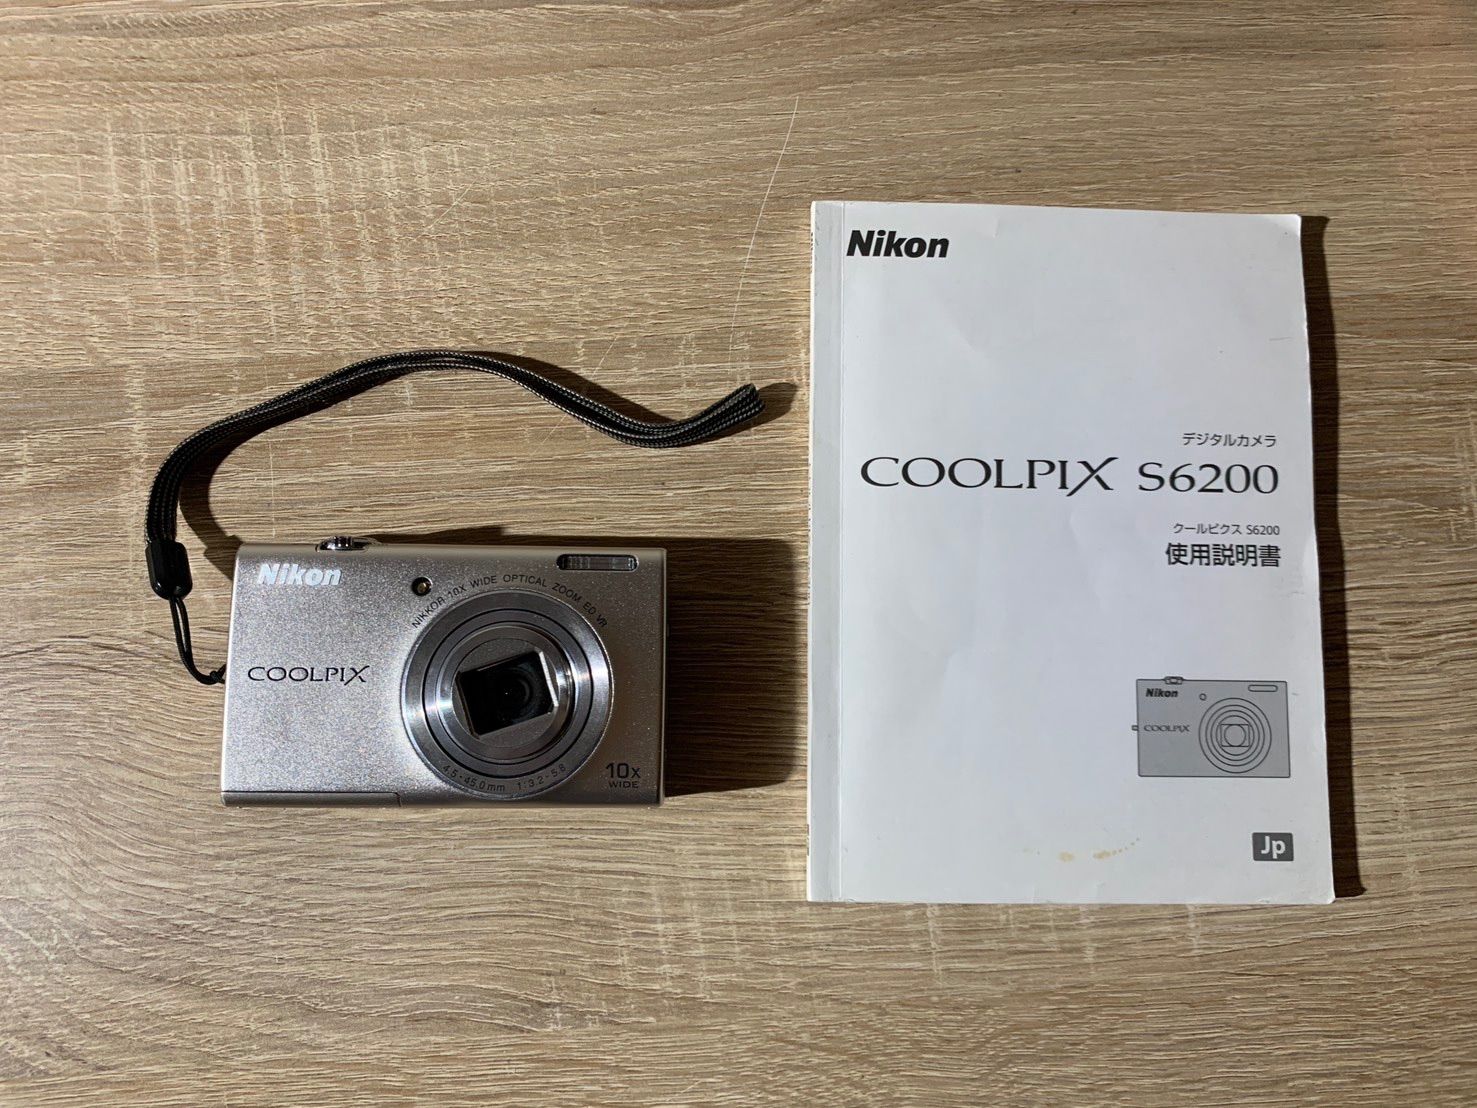 Nikon
COOLPIX
NIKKOR 10X WIDE OPTICAL ZOOM ED VR
4.5-45.0mm 1:3.2-5.8
10x
WIDE
Nikon
デジタルカメラ
COOLPIX S6200
クールピクス S6200
使用説明書
Nikon
COOLPIX
Jp